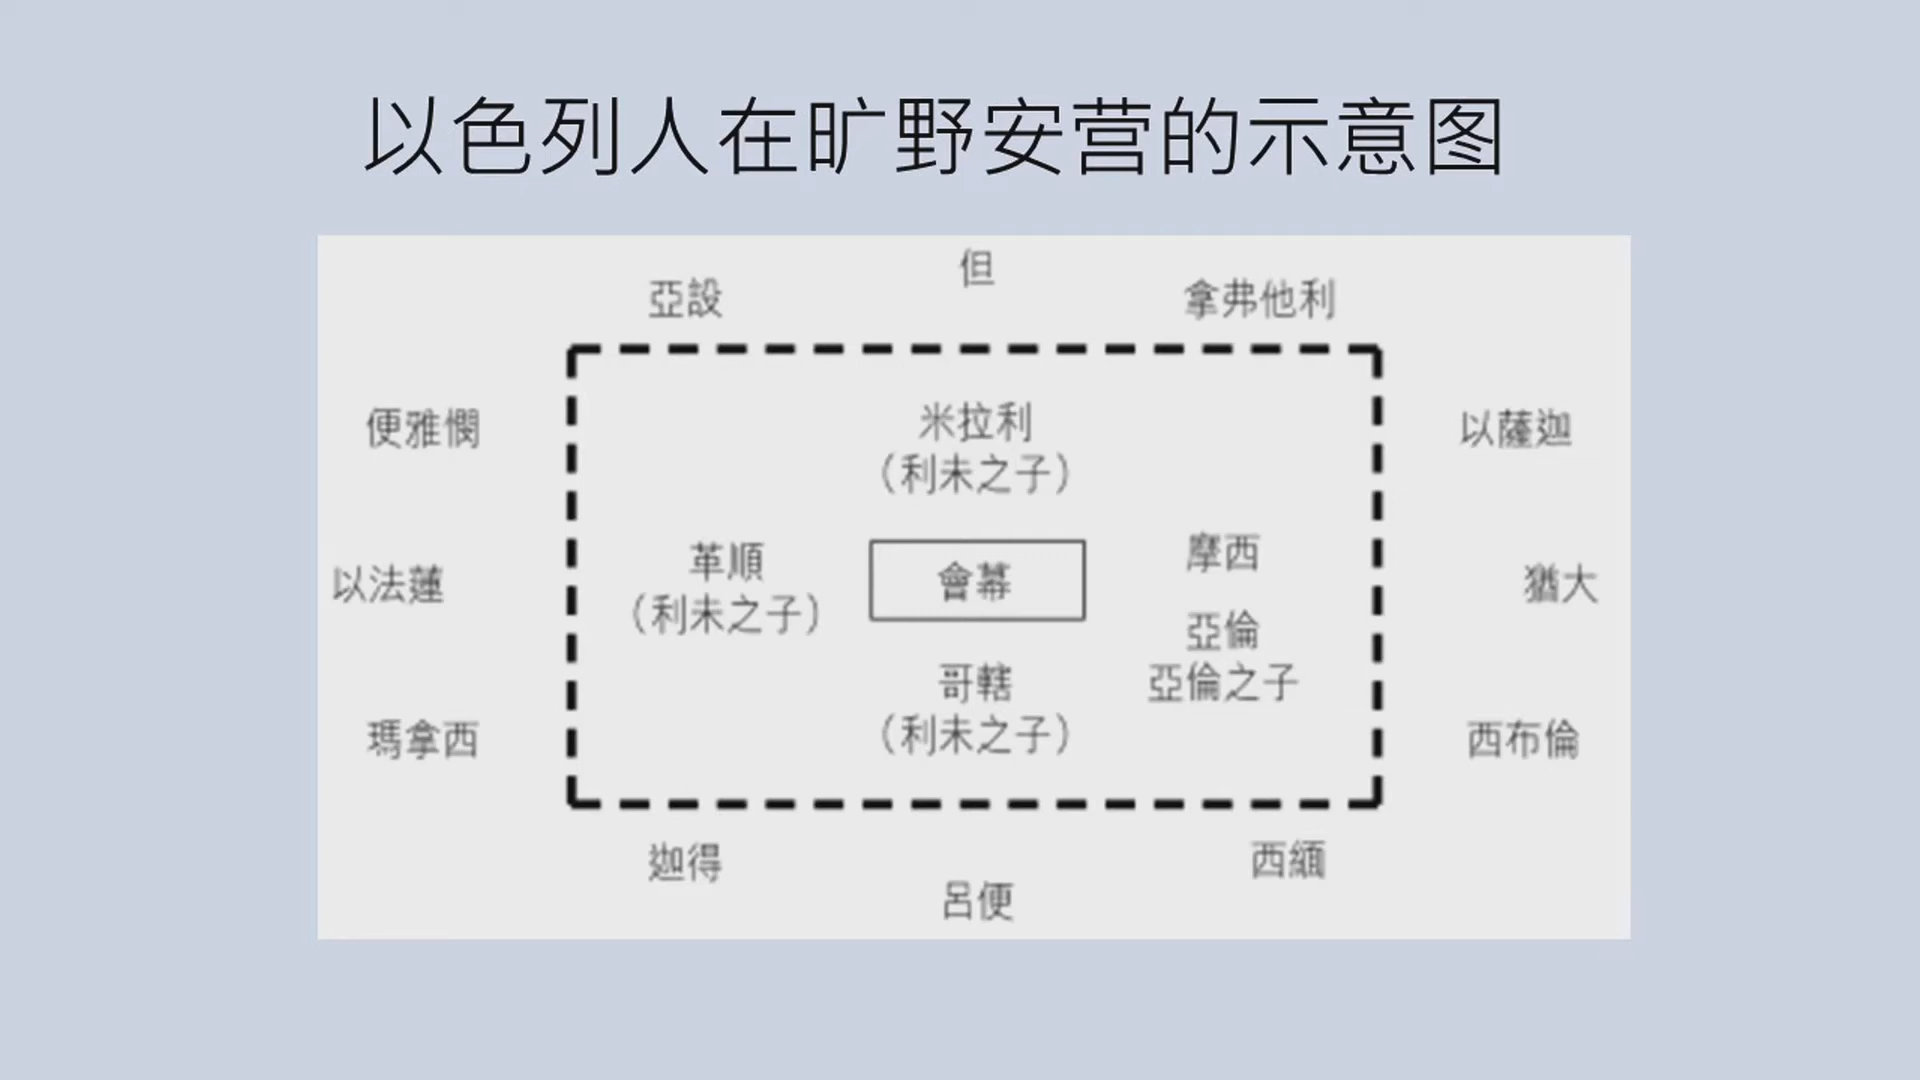 以色列人在旷野安营的示意图
但
亞設
拿弗他利
便雅憫
米拉利
（利未之子）
以薩迦
以法蓮
革順
（利未之子）
會幕
摩西
亞倫
亞倫之子
猶大
哥轄
（利未之子）
瑪拿西
西布倫
迦得
西緬
呂便